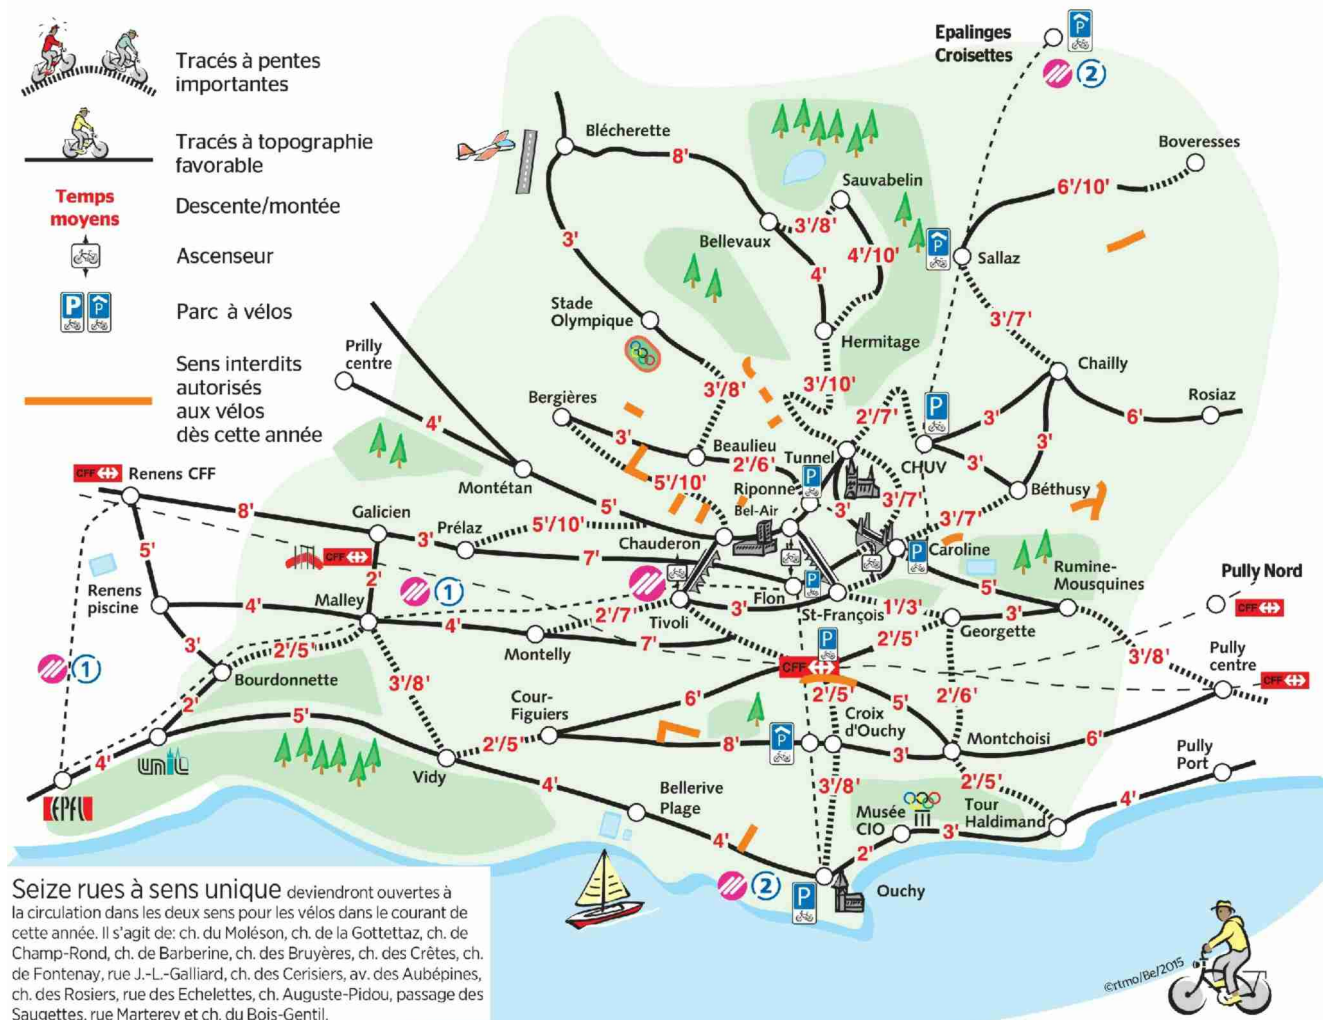 Tracés à pentes
importantes
Tracés à topographie
favorable
Temps
moyens
Descente/montée
Ascenseur
P P
Parc à vélos
Sens interdits
autorisés
aux vélos
dès cette année
Epalinges
Croisettes
P
2
Boveresses
6'/10'
Blécherette
8'
Sauvabelin
3'/8'
Bellevaux
4'/10'
P
Sallaz
3'
4'
Stade
Olympique
Hermitage
3'/7'
Chailly
Prilly
centre
3'/8'
3'/10'
2'/7'
P
Rosiaz
6'
Bergières
4'
3'
Beaulieu
2'/6'
Tunnel
CHUV
3'
3'
3'
CFF Renens CFF
Montétan
5'/10'
Riponne
P
Bel-Air
3'
3'/7'
Béthusy
8'
Galicien
5'
5'/10'
3'
Prélaz
Chauderon
3'/7'
P
Caroline
5'
CFF
7'
2'
Renens
piscine
4'
Malley
1
Tivoli
2'/7'
3'
Flon
P
St-François
1'/3'
5'
3'
Rumine-
Mousquines
Pully Nord
CFF
Georgette
3'
2'/5'
4'
Montelly
7'
P
2'/5'
CFF
3'/8'
Pully
centre
CFF
1
Bourdonnette
3'/8'
2'
5'
Cour-
Figuiers
6'
2'/5'
5'
2'/6'
2'/5'
8'
P
Croix
d'Ouchy
3'
Montchoisi
6'
unil
4'
EPFL
Vidy
4'
Bellerive
Plage
3'/8'
2'/5'
Pully
Port
Musée
CIO
Tour
Haldimand
4'
4'
2'
3'
2
P
Ouchy
Seize rues à sens unique deviendront ouvertes à
la circulation dans les deux sens pour les vélos dans le courant de
cette année. Il s'agit de: ch. du Moléson, ch. de la Gottettaz, ch. de
Champ-Rond, ch. de Barberine, ch. des Bruyères, ch. des Crêtes, ch.
de Fontenay, rue J.-L.-Galliard, ch. des Cerisiers, av. des Aubépines,
ch. des Rosiers, rue des Echelettes, ch. Auguste-Pidou, passage des
Saugettes, rue Marterey et ch. du Bois-Gentil.
©rtmo/Be/2015